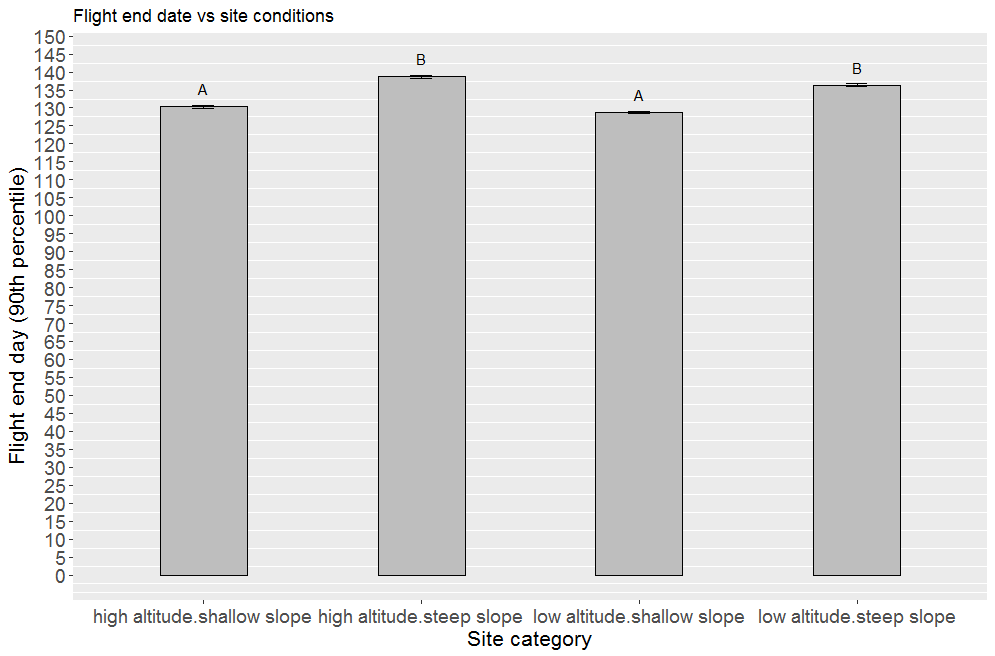 Flight end date vs site conditions
150
145
140
135
130
125
120
115
110
105
100
95
90
85
80
75
70
65
60
55
50
45
40
35
30
25
20
15
10
5
0
Flight end day (90th percentile)
A
B
A
B
high altitude.shallow slope
high altitude.steep slope
low altitude.shallow slope
low altitude.steep slope
Site category